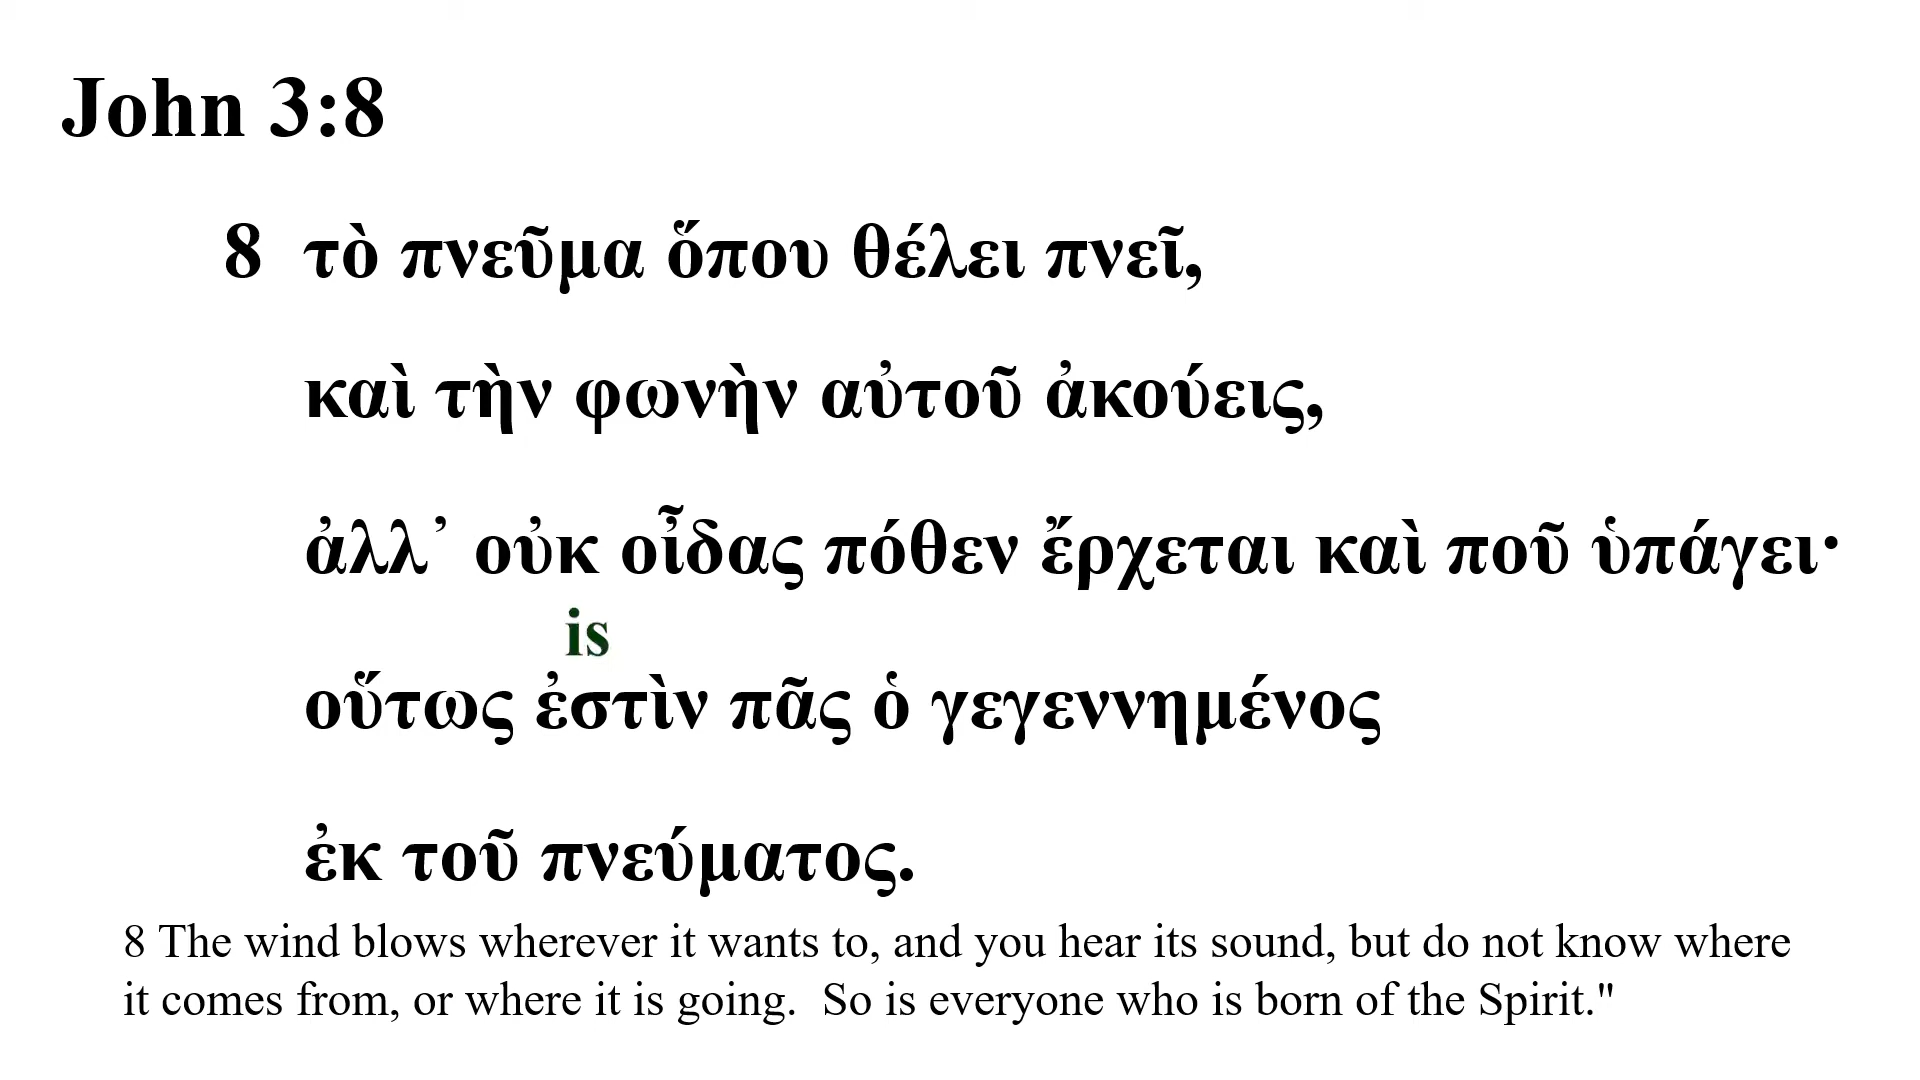 John 3:8
8 τὸ πνεῦμα ὅπου θέλει πνεῖ,
καὶ τὴν φωνὴν αὐτοῦ ἀκούεις,
ἀλλ᾽ οὐκ οἶδας πόθεν ἔρχεται καὶ ποῦ ὑπάγει·
is
οὕτως ἐστὶν πᾶς ὁ γεγεννημένος
ἐκ τοῦ πνεύματος.
8 The wind blows wherever it wants to, and you hear its sound, but do not know where
it comes from, or where it is going.  So is everyone who is born of the Spirit."